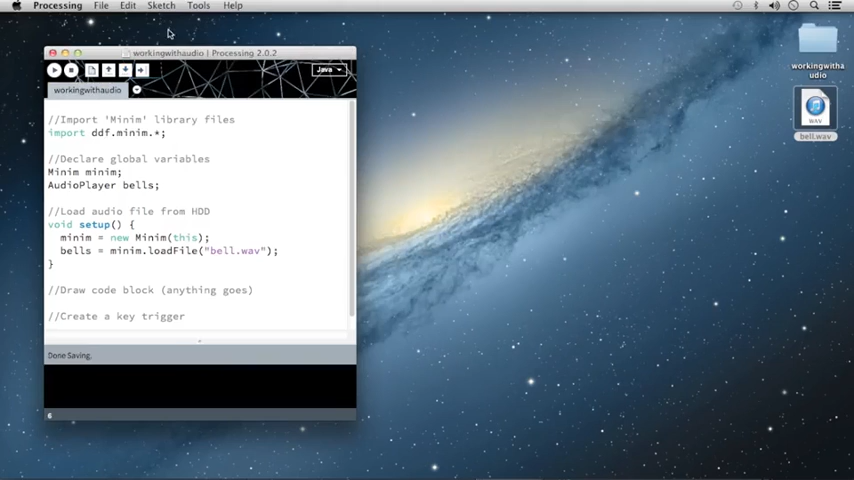 Processing File Edit Sketch Tools Help
workingwithaudio | Processing 2.0.2
Java
workingwithaudio
//Import 'Minim' library files
import ddf.minim.*;
//Declare global variables
Minim minim;
AudioPlayer bells;
//Load audio file from HDD
void setup() {
minim = new Minim(this);
bells = minim.loadFile("bell.wav");
}
//Draw code block (anything goes)
//Create a key trigger
Done Saving.
6
workingwitha
udio
WAV
bell.wav